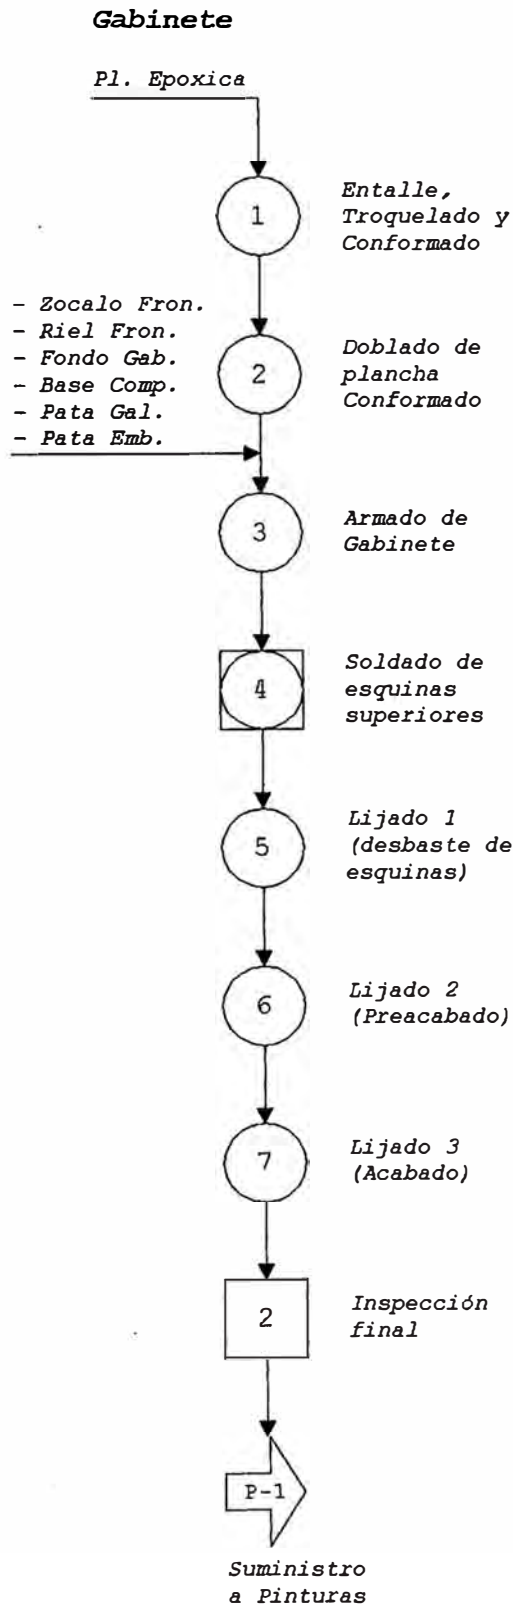 Gabinete
Pl. Epoxica
1
Entalle,
Troquelado y
Conformado
- Zocalo Fron.
- Riel Fron.
- Fondo Gab.
- Base Comp.
- Pata Gal.
- Pata Emb.
2
Doblado de
plancha
Conformado
3
Armado de
Gabinete
4
Soldado de
esquinas
superiores
5
Lijado 1
(desbaste de
esquinas)
6
Lijado 2
(Preacabado)
7
Lijado 3
(Acabado)
2
Inspección
final
P-1
Suministro
a Pinturas